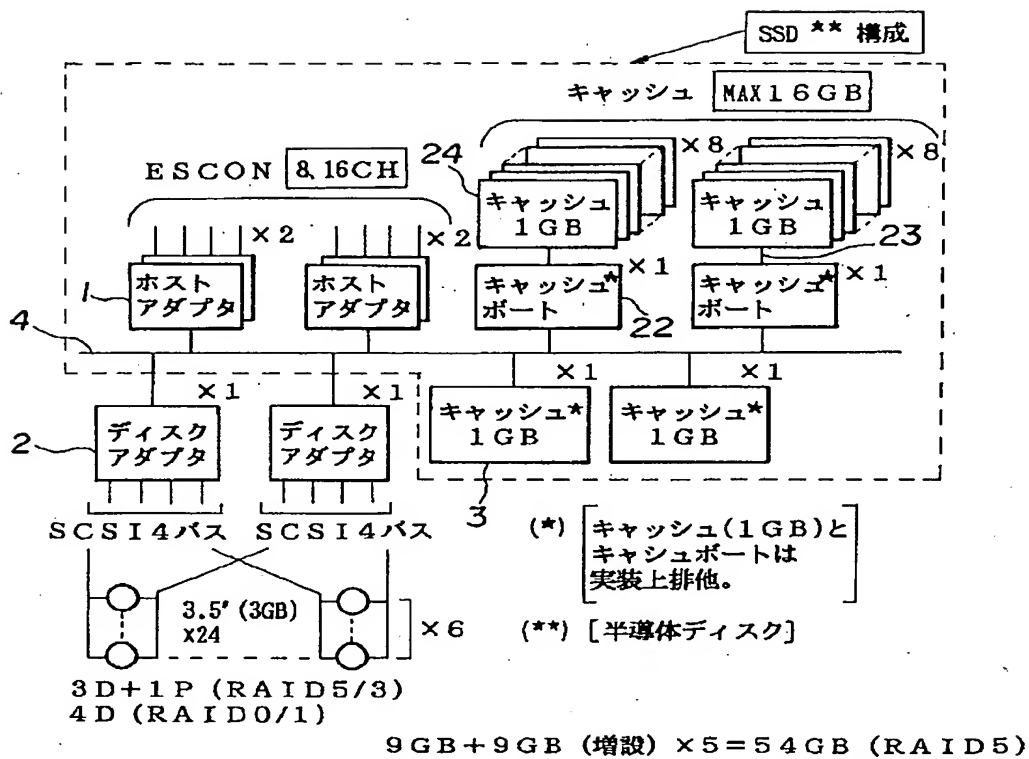 SSD ** 構成
キャッシュ MAX16GB
ESCON 8,16CH
24
×8
×8
キャッシュ
1GB
キャッシュ
1GB
23
×2
×2
ホスト
アダプタ
ホスト
アダプタ
1
×1
×1
キャッシュ*
ボート
22
キャッシュ*
ボート
4
×1
×1
×1
×1
ディスク
アダプタ
2
ディスク
アダプタ
キャッシュ*
1GB
キャッシュ*
1GB
3
SCSI4バス
SCSI4バス
(*) キャッシュ(1GB)と
キャシュボートは
実装上排他。
3.5' (3GB)
x24
×6
(**) [半導体ディスク]
3D+1P (RAID5/3)
4D (RAID0/1)
9GB+9GB (増設) ×5=54GB (RAID5)